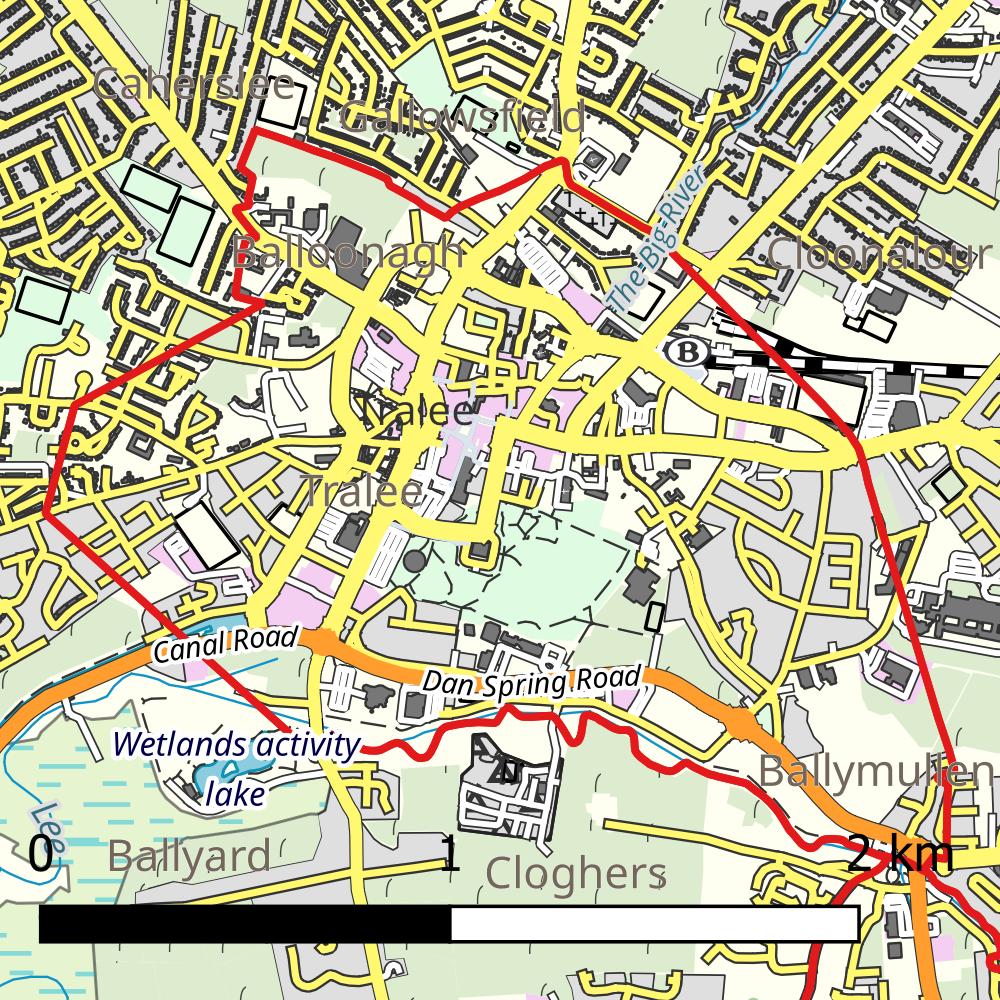 Caherslee
Gallowsfield
The-Big-River
Balloonagh
Cloonalour
B
Tralee
Tralee
Canal Road
Dan Spring Road
Wetlands activity
lake
Ballymullen
Lee
Ballyard
Cloghers
0 1 2 km